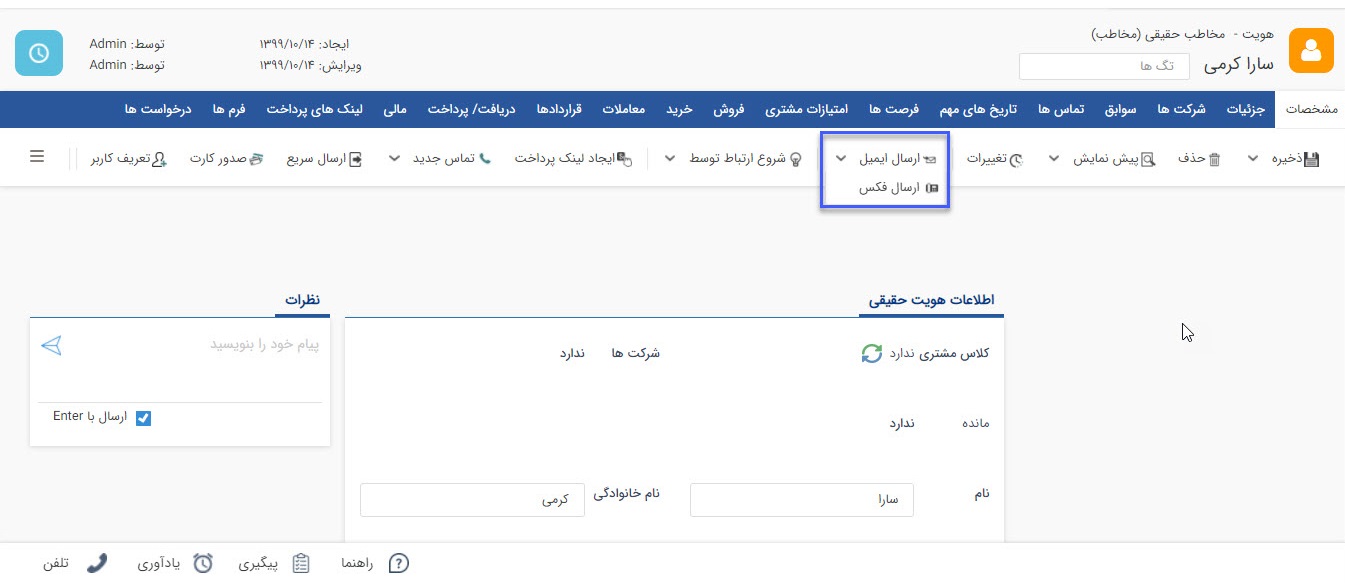 هویت - مخاطب حقیقی (مخاطب)
سارا کرمی
تگ ها
ایجاد: ۱۳۹۹/۱۰/۱۴ توسط: Admin
ویرایش: ۱۳۹۹/۱۰/۱۴ توسط: Admin
مشخصات جزئیات شرکت ها سوابق تماس ها تاریخ های مهم فرصت ها امتیازات مشتری فروش خرید معاملات قراردادها دریافت/ پرداخت مالی لینک های پرداخت فرم ها درخواست ها
ذخیره حذف پیش نمایش تغییرات ارسال ایمیل شروع ارتباط توسط ایجاد لینک پرداخت تماس جدید ارسال سریع صدور کارت تعریف کاربر
ارسال فکس
اطلاعات هویت حقیقی
کلاس مشتری ندارد شرکت ها ندارد
مانده ندارد
نام سارا نام خانوادگی کرمی
نظرات
پیام خود را بنویسید
ارسال با Enter
راهنما پیگیری یادآوری تلفن